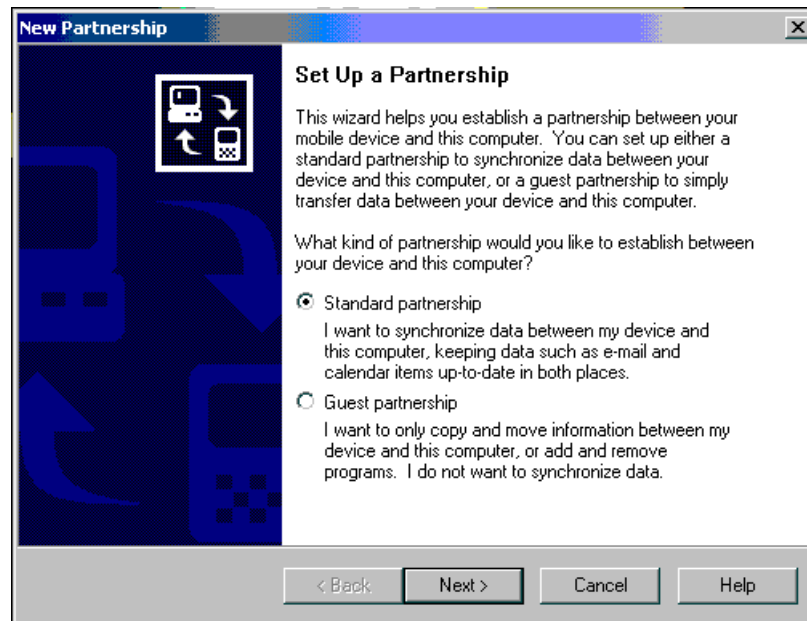 New Partnership
Set Up a Partnership
This wizard helps you establish a partnership between your
mobile device and this computer.  You can set up either a
standard partnership to synchronize data between your
device and this computer, or a guest partnership to simply
transfer data between your device and this computer.
What kind of partnership would you like to establish between
your device and this computer?
Standard partnership
I want to synchronize data between my device and
this computer, keeping data such as e-mail and
calendar items up-to-date in both places.
Guest partnership
I want to only copy and move information between my
device and this computer, or add and remove
programs.  I do not want to synchronize data.
< Back Next > Cancel Help